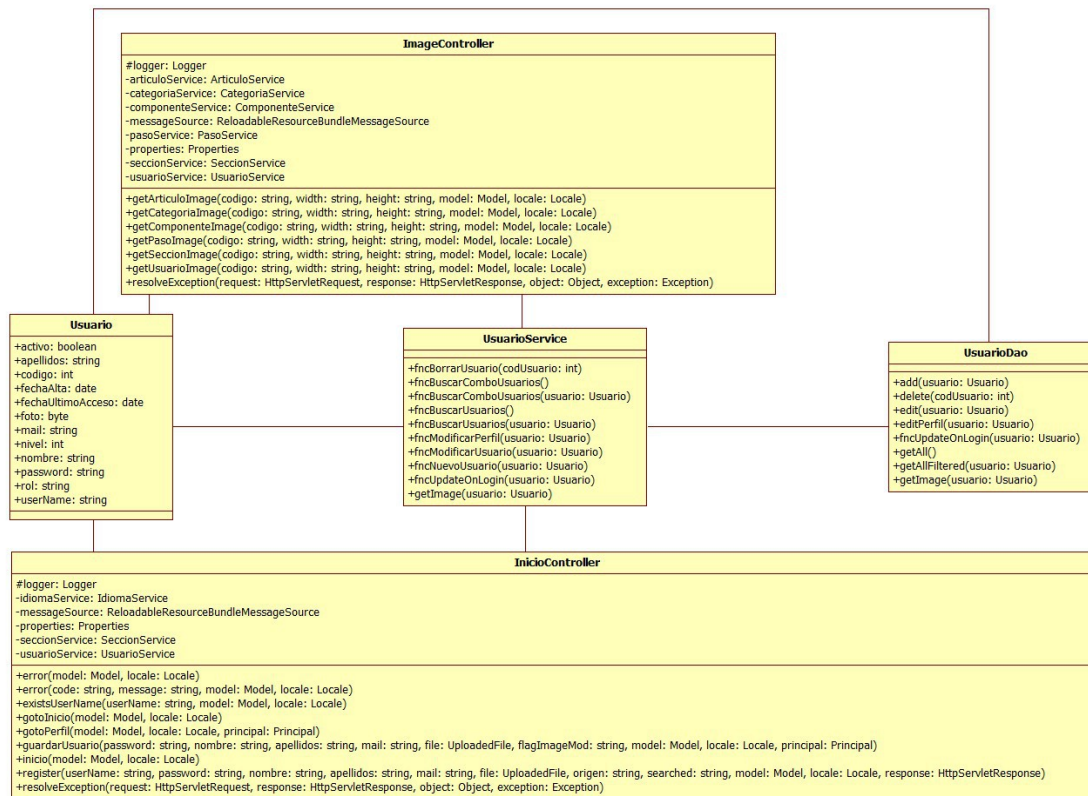 ImageController
#logger: Logger
-articuloService: ArticuloService
-categoriaService: CategoriaService
-componenteService: ComponenteService
-messageSource: ReloadableResourceBundleMessageSource
-pasoService: PasoService
-properties: Properties
-seccionService: SeccionService
-usuarioService: UsuarioService
+getArticuloImage(codigo: string, width: string, height: string, model: Model, locale: Locale)
+getCategoriaImage(codigo: string, width: string, height: string, model: Model, locale: Locale)
+getComponenteImage(codigo: string, width: string, height: string, model: Model, locale: Locale)
+getPasoImage(codigo: string, width: string, height: string, model: Model, locale: Locale)
+getSeccionImage(codigo: string, width: string, height: string, model: Model, locale: Locale)
+getUsuarioImage(codigo: string, width: string, height: string, model: Model, locale: Locale)
+resolveException(request: HttpServletRequest, response: HttpServletResponse, object: Object, exception: Exception)
Usuario
+activo: boolean
+apellidos: string
+codigo: int
+fechaAlta: date
+fechaUltimoAcceso: date
+foto: byte
+mail: string
+nivel: int
+nombre: string
+password: string
+rol: string
+userName: string
UsuarioService
+fncBorrarUsuario(codUsuario: int)
+fncBuscarComboUsuarios()
+fncBuscarComboUsuarios(usuario: Usuario)
+fncBuscarUsuarios()
+fncBuscarUsuarios(usuario: Usuario)
+fncModificarPerfil(usuario: Usuario)
+fncModificarUsuario(usuario: Usuario)
+fncNuevoUsuario(usuario: Usuario)
+fncUpdateOnLogin(usuario: Usuario)
+getImage(usuario: Usuario)
UsuarioDao
+add(usuario: Usuario)
+delete(codUsuario: int)
+edit(usuario: Usuario)
+editPerfil(usuario: Usuario)
+fncUpdateOnLogin(usuario: Usuario)
+getAll()
+getAllFiltered(usuario: Usuario)
+getImage(usuario: Usuario)
InicioController
#logger: Logger
-idiomaService: IdiomaService
-messageSource: ReloadableResourceBundleMessageSource
-properties: Properties
-seccionService: SeccionService
-usuarioService: UsuarioService
+error(model: Model, locale: Locale)
+error(code: string, message: string, model: Model, locale: Locale)
+existsUserName(userName: string, model: Model, locale: Locale)
+gotoInicio(model: Model, locale: Locale)
+gotoPerfil(model: Model, locale: Locale, principal: Principal)
+guardarUsuario(password: string, nombre: string, apellidos: string, mail: string, file: UploadedFile, flagImageMod: string, model: Model, locale: Locale, principal: Principal)
+inicio(model: Model, locale: Locale)
+register(userName: string, password: string, nombre: string, apellidos: string, mail: string, file: UploadedFile, origen: string, searched: string, model: Model, locale: Locale, response: HttpServletResponse)
+resolveException(request: HttpServletRequest, response: HttpServletResponse, object: Object, exception: Exception)